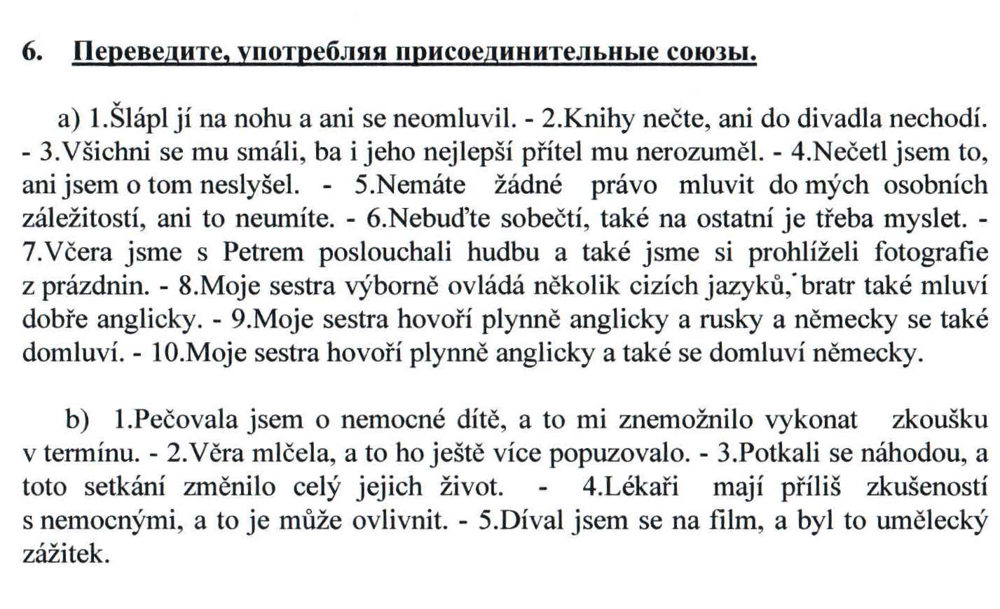 6. Переведите, употребляя присоединительные союзы.
a) 1.Šlápl jí na nohu a ani se neomluvil. - 2.Knihy nečte, ani do divadla nechodí.
- 3.Všichni se mu smáli, ba i jeho nejlepší přítel mu nerozuměl. - 4.Nečetl jsem to,
ani jsem o tom neslyšel. - 5.Nemáte žádné právo mluvit do mých osobních
záležitostí, ani to neumíte. - 6.Nebuďte sobečtí, také na ostatní je třeba myslet. -
7.Včera jsme s Petrem poslouchali hudbu a také jsme si prohlíželi fotografie
z prázdnin. - 8.Moje sestra výborně ovládá několik cizích jazyků, bratr také mluví
dobře anglicky. - 9.Moje sestra hovoří plynně anglicky a rusky a německy se také
domluví. - 10.Moje sestra hovoří plynně anglicky a také se domluví německy.
b) 1.Pečovala jsem o nemocné dítě, a to mi znemožnilo vykonat zkoušku
v termínu. - 2.Věra mlčela, a to ho ještě více popuzovalo. - 3.Potkali se náhodou, a
toto setkání změnilo celý jejich život. - 4.Lékaři mají příliš zkušeností
s nemocnými, a to je může ovlivnit. - 5.Díval jsem se na film, a byl to umělecký
zážitek.